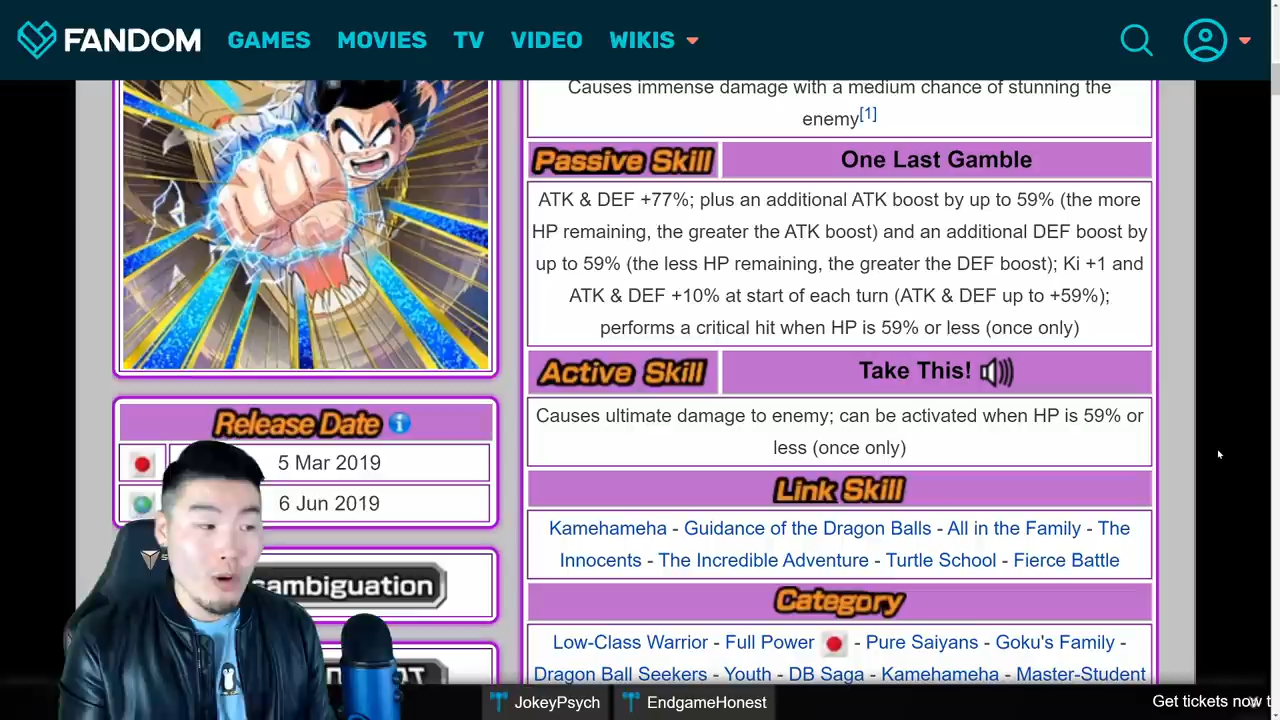 FANDOM GAMES MOVIES TV VIDEO WIKIS
Causes immense damage with a medium chance of stunning the
enemy[1]
Passive Skill One Last Gamble
ATK & DEF +77%; plus an additional ATK boost by up to 59% (the more
HP remaining, the greater the ATK boost) and an additional DEF boost by
up to 59% (the less HP remaining, the greater the DEF boost); Ki +1 and
ATK & DEF +10% at start of each turn (ATK & DEF up to +59%);
performs a critical hit when HP is 59% or less (once only)
Active Skill Take This!
Causes ultimate damage to enemy; can be activated when HP is 59% or
less (once only)
Release Date
5 Mar 2019
6 Jun 2019
sambiguation
Link Skill
Kamehameha - Guidance of the Dragon Balls - All in the Family - The
Innocents - The Incredible Adventure - Turtle School - Fierce Battle
Category
Low-Class Warrior - Full Power - Pure Saiyans - Goku's Family -
Dragon Ball Seekers - Youth - DB Saga - Kamehameha - Master-Student
JokeyPsych EndgameHonest Get tickets now